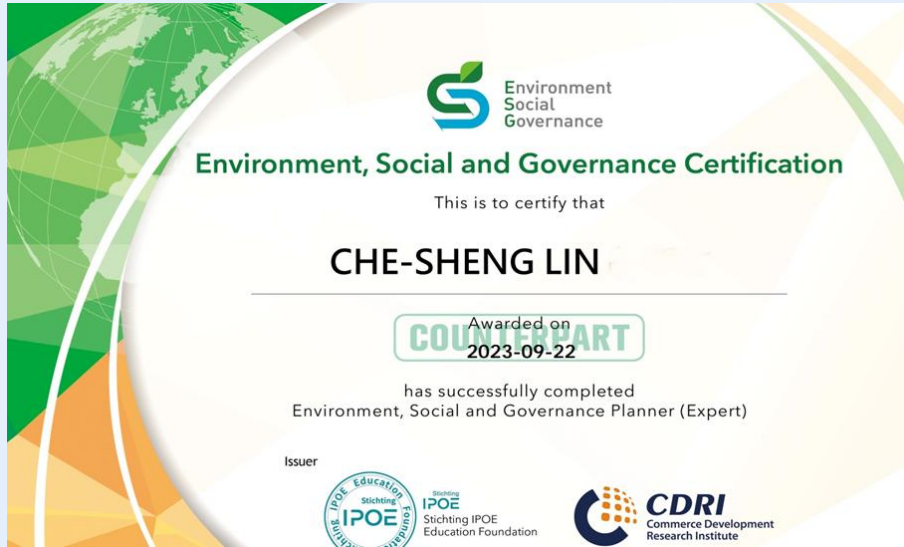 Environment
Social
Governance
Environment, Social and Governance Certification
This is to certify that
CHE-SHENG LIN
COUNTERPART
Awarded on
2023-09-22
has successfully completed
Environment, Social and Governance Planner (Expert)
Issuer
Stichting IPOE Education Foundation
Stichting
IPOE
Stichting
IPOE
Stichting IPOE
Education Foundation
CDRI
Commerce Development
Research Institute